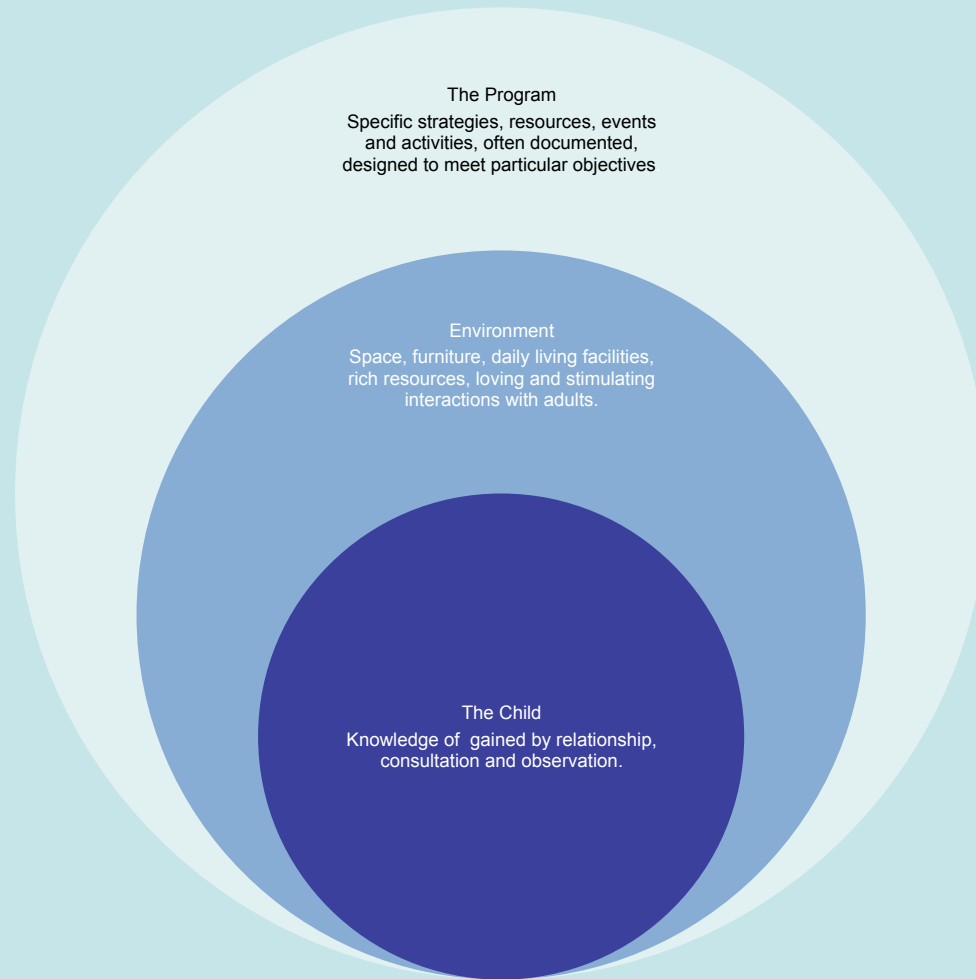 The Program
Specific strategies, resources, events
and activities, often documented,
designed to meet particular objectives
Environment
Space, furniture, daily living facilities,
rich resources, loving and stimulating
interactions with adults.
The Child
Knowledge of  gained by relationship,
consultation and observation.